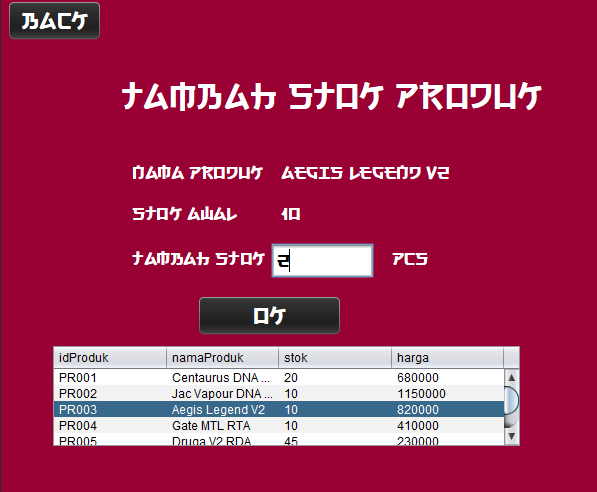 BACK
TAMBAH STOK PRODUK
NAMA PRODUK AEGIS LEGEND V2
STOK AWAL 10
TAMBAH STOK 2 PCS
OK
idProduk namaProduk stok harga
PR001 Centaurus DNA ... 20 680000
PR002 Jac Vapour DNA ... 10 1150000
PR003 Aegis Legend V2 10 820000
PR004 Gate MTL RTA 10 410000
PR005 Druga V2 RDA 45 230000